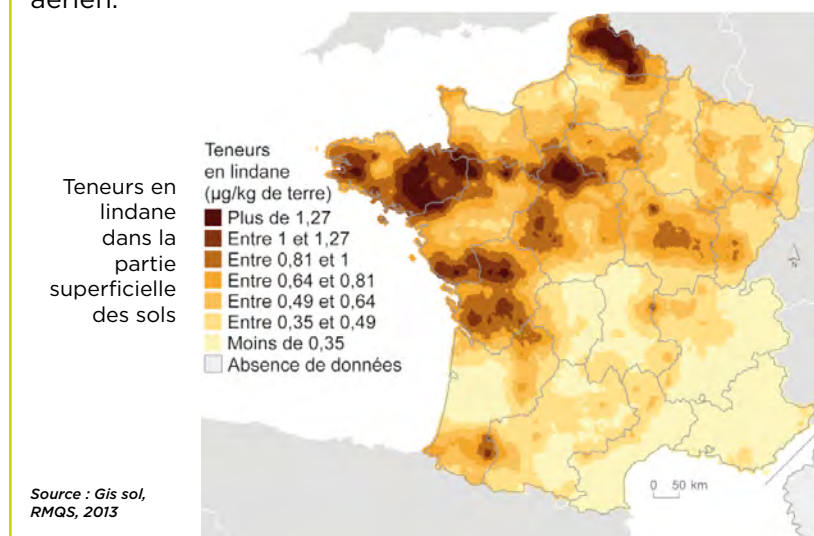 aérien.
Teneurs en
lindane
dans la
partie
superficielle
des sols
Source : Gis sol,
RMQS, 2013
Teneurs
en lindane
(µg/kg de terre)
Plus de 1,27
Entre 1 et 1,27
Entre 0,81 et 1
Entre 0,64 et 0,81
Entre 0,49 et 0,64
Entre 0,35 et 0,49
Moins de 0,35
Absence de données
N
0 50 km